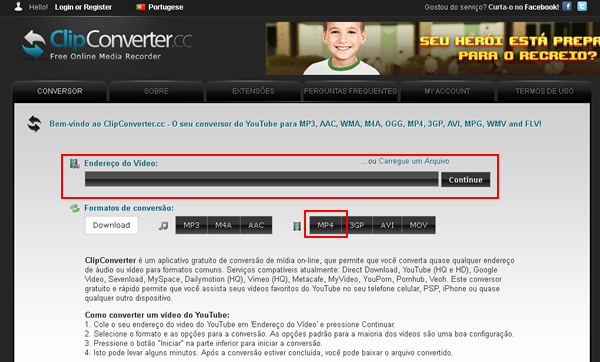 Hello! Login or Register Portugese Gostou do serviço? Curta-o no Facebook!
ClipConverter.cc
Free Online Media Recorder
SEU HERÓI ESTÁ PREPA
PARA O RECREIO?
CONVERSOR SOBRE EXTENSÕES PERGUNTAS FREQUENTES MY ACCOUNT TERMOS DE USO
Bem-vindo ao ClipConverter.cc - O seu conversor do YouTube para MP3, AAC, WMA, M4A, OGG, MP4, 3GP, AVI, MPG, WMV and FLV!
Endereço do Vídeo: ...ou Carregue um Arquivo
Continue
Formatos de conversão:
Download MP3 M4A AAC MP4 3GP AVI MOV
ClipConverter é um aplicativo gratuito de conversão de mídia on-line, que permite que você converta quase qualquer endereço
de áudio ou vídeo para formatos comuns. Serviços compatíveis atualmente: Direct Download, YouTube (HQ e HD), Google
Video, Sevenload, MySpace, Dailymotion (HQ), Vimeo (HQ), Metacafe, MyVideo, YouPorn, Pornhub, Veoh. Este conversor
gratuito e rápido permite que você assista seus vídeos favoritos do YouTube no seu telefone celular, PSP, iPhone ou quase
qualquer outro dispositivo.
Como converter um vídeo do YouTube:
1. Cole o seu endereço do vídeo do YouTube em 'Endereço do Vídeo' e pressione Continuar.
2. Selecione o formato e as opções para a conversão. As opções padrão para a maioria dos vídeos são uma boa configuração.
3. Pressione o botão "Iniciar" na parte inferior para iniciar a conversão.
4. Isto pode levar alguns minutos. Após a conversão estiver concluída, você pode baixar o arquivo convertido.